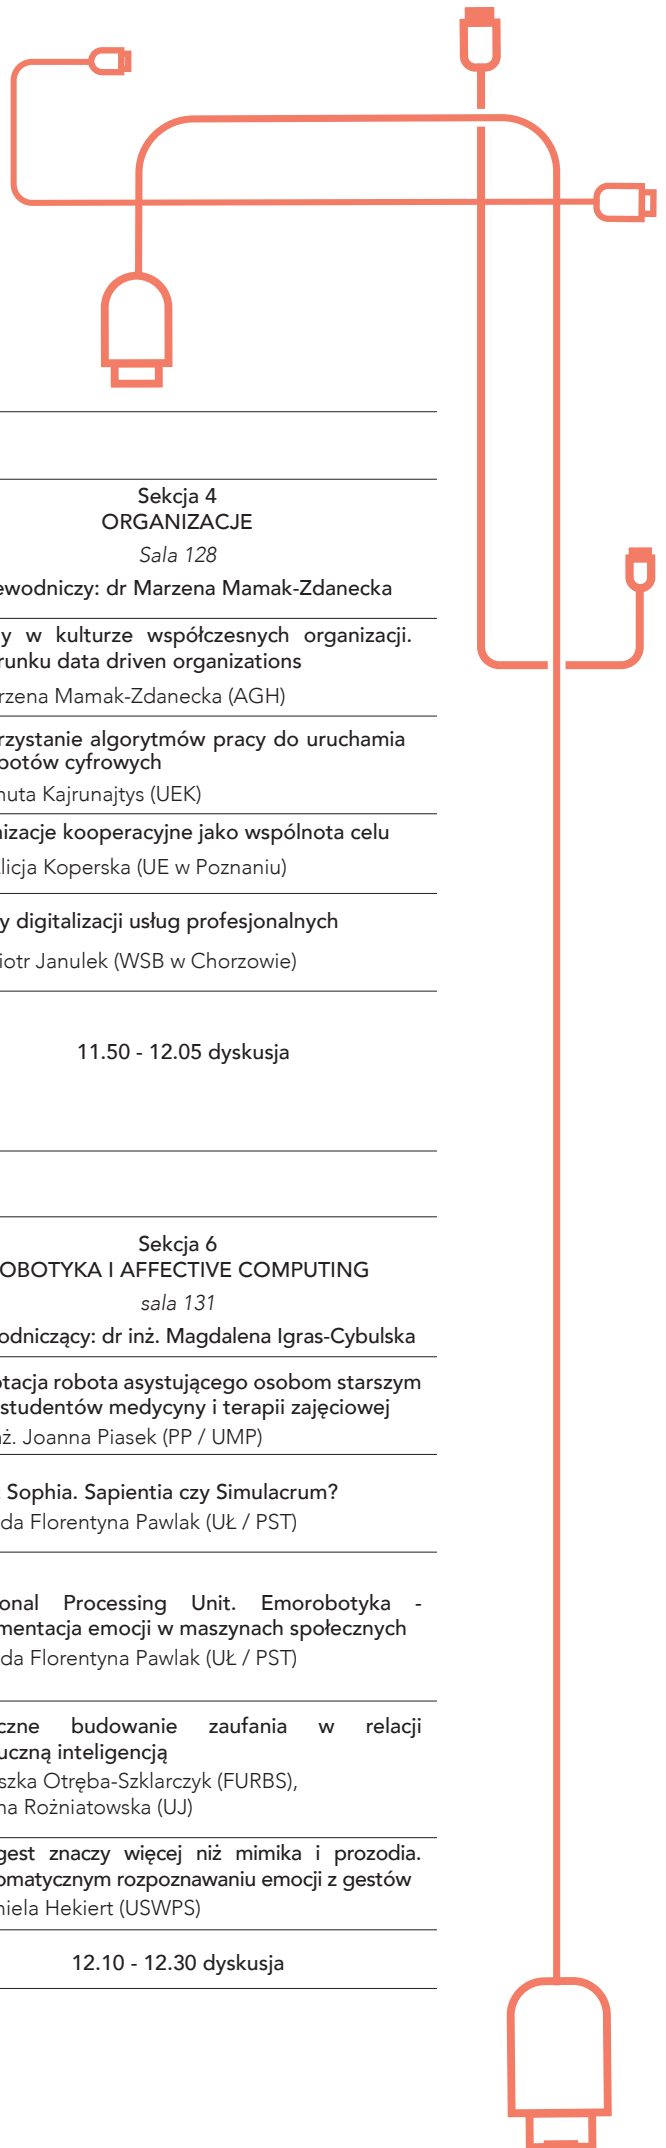 Sekcja 4
ORGANIZACJE
Sala 128
ewodniczy: dr Marzena Mamak-Zdanecka
y w kulturze współczesnych organizacji.
runku data driven organizations
rzena Mamak-Zdanecka (AGH)
rzystanie algorytmów pracy do uruchamia
botów cyfrowych
nuta Kajrunajtys (UEK)
nizacje kooperacyjne jako wspólnota celu
licja Koperska (UE w Poznaniu)
y digitalizacji usług profesjonalnych
iotr Janulek (WSB w Chorzowie)
11.50 - 12.05 dyskusja
Sekcja 6
OBOTYKA I AFFECTIVE COMPUTING
sala 131
odniczący: dr inż. Magdalena Igras-Cybulska
ptacja robota asystującego osobom starszym
studentów medycyny i terapii zajęciowej
ż. Joanna Piasek (PP / UMP)
Sophia. Sapientia czy Simulacrum?
da Florentyna Pawlak (UŁ / PST)
onal Processing Unit. Emorobotyka -
mentacja emocji w maszynach społecznych
da Florentyna Pawlak (UŁ / PST)
czne budowanie zaufania w relacji
uczną inteligencją
szka Otręba-Szklarczyk (FURBS),
na Rożniatowska (UJ)
gest znaczy więcej niż mimika i prozodia.
omatycznym rozpoznawaniu emocji z gestów
niela Hekiert (USWPS)
12.10 - 12.30 dyskusja